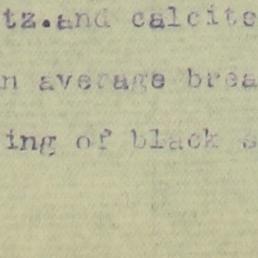 tz.and calcite
n average brea
ing of black s